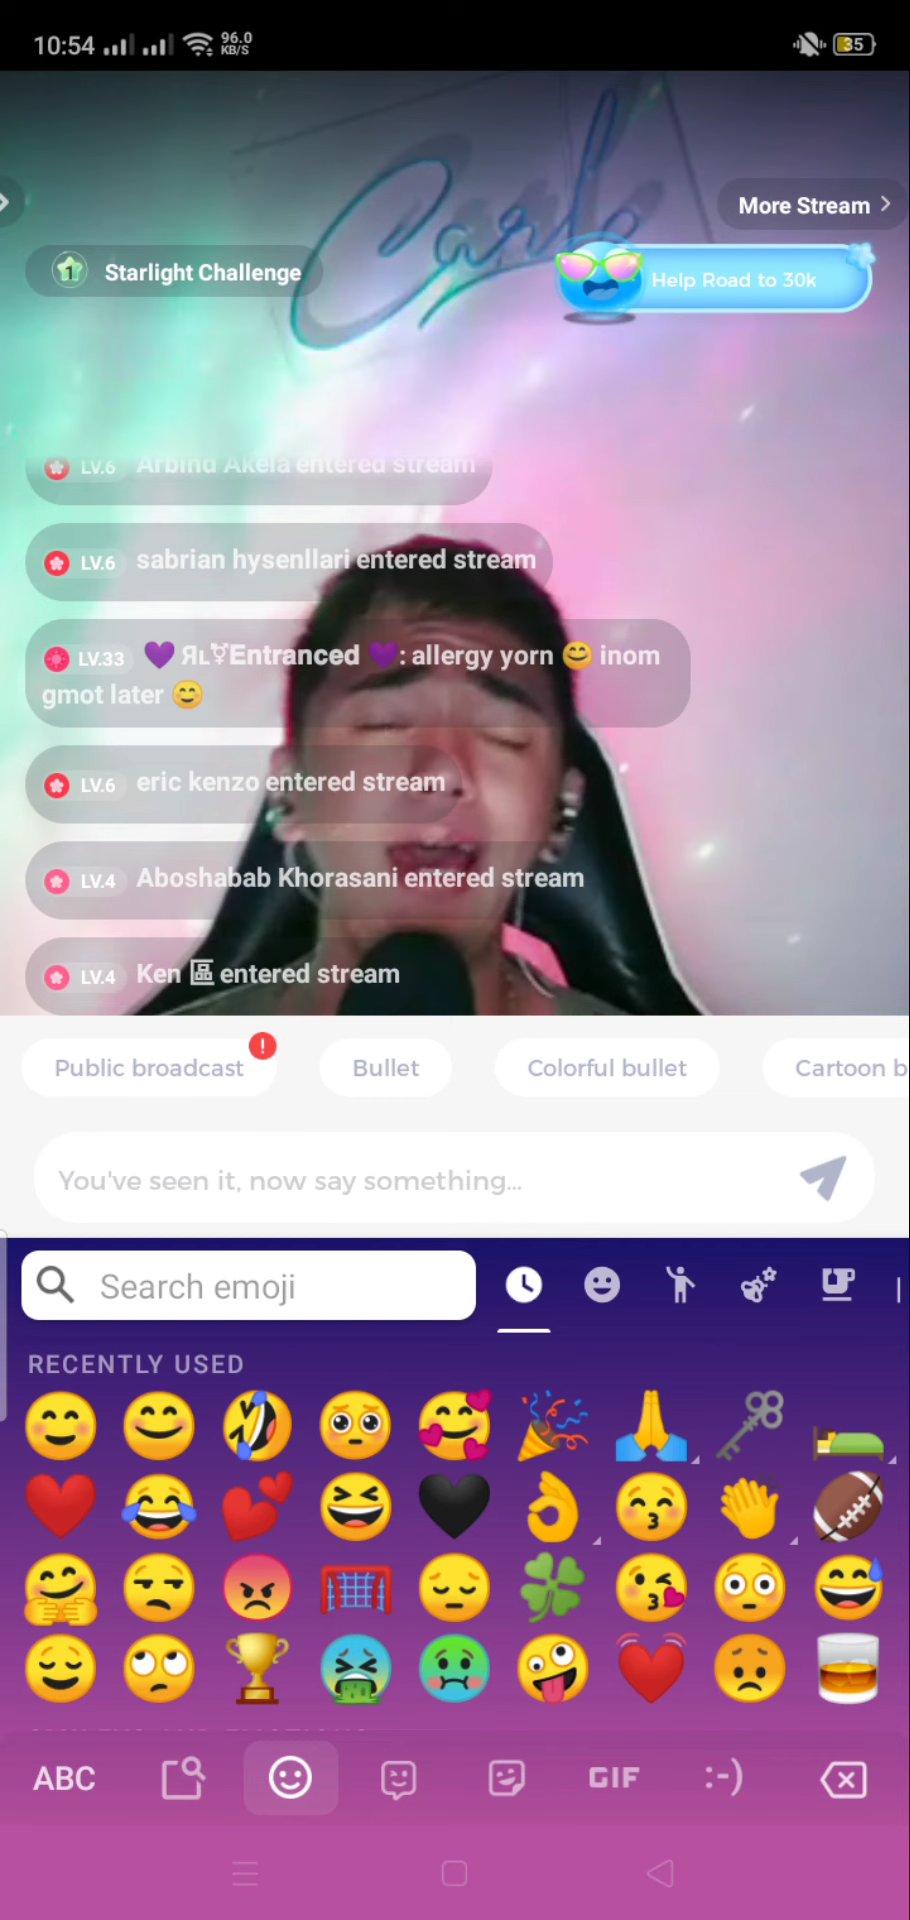 10:54
96.0
KB/S
35
Carlo
More Stream
1
Starlight Challenge
Help Road to 30k
LV.6 Arbind Akela entered stream
LV.6 sabrian hysenllari entered stream
LV.33 💜 ЯL⚧Entranced 💜: allergy yorn 😊 inom
gmot later 😊
LV.6 eric kenzo entered stream
LV.4 Aboshabab Khorasani entered stream
LV.4 Ken 區 entered stream
Public broadcast
!
Bullet
Colorful bullet
Cartoon b
You've seen it, now say something...
Search emoji
RECENTLY USED
ABC
GIF
:-)